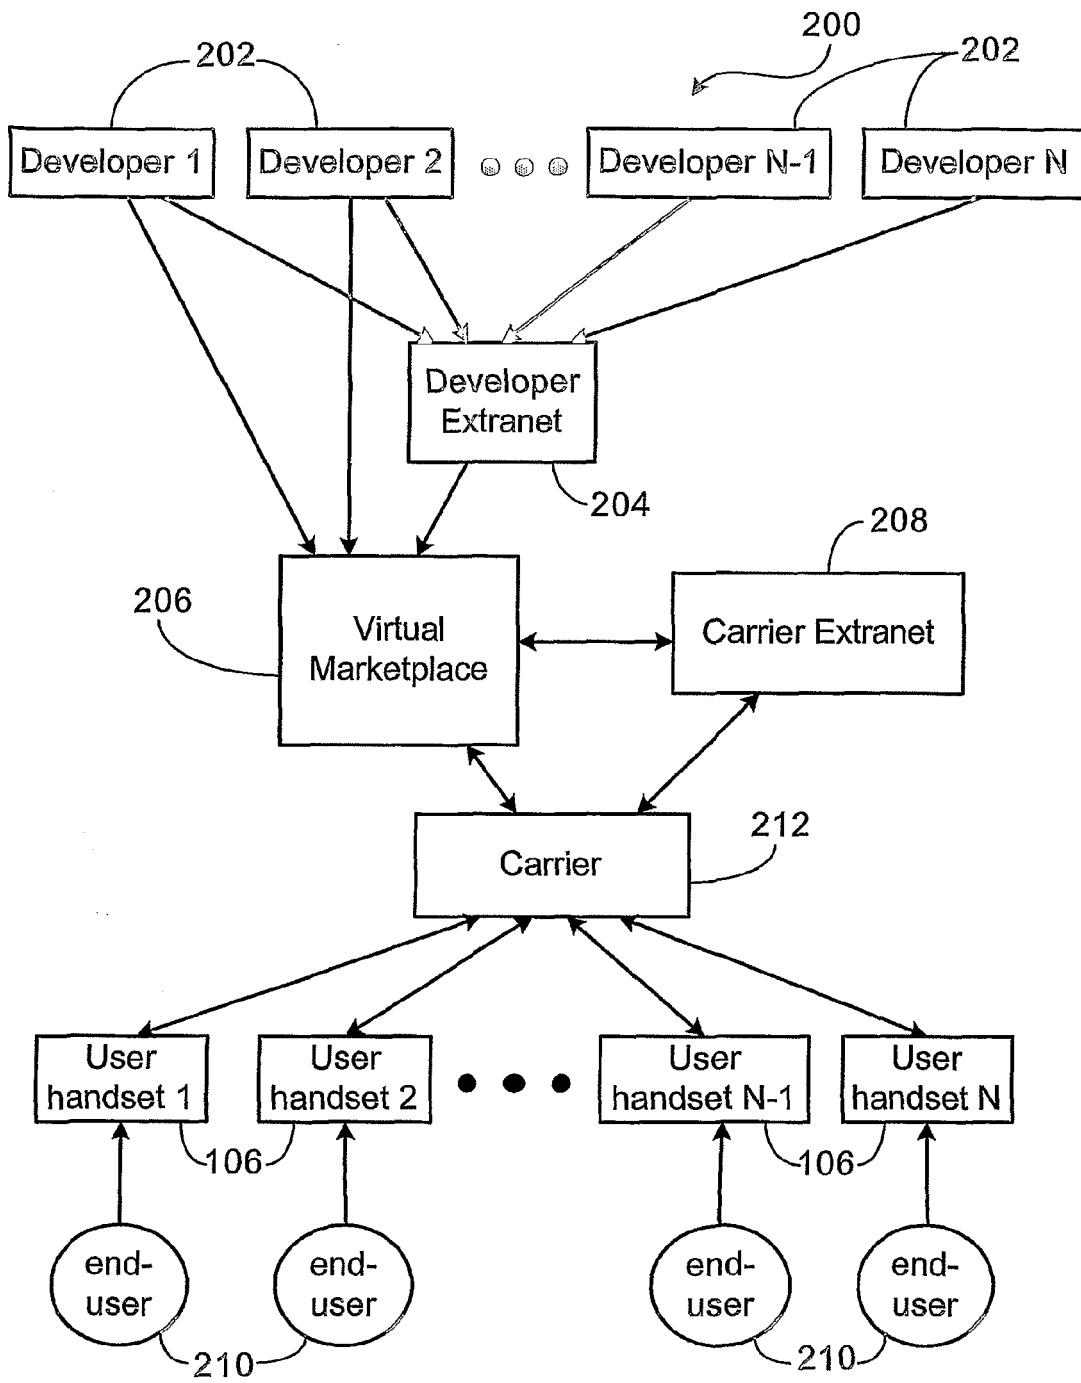 200
202
202
Developer 1
Developer 2
Developer N-1
Developer N
Developer
Extranet
204
208
206
Virtual
Marketplace
Carrier Extranet
212
Carrier
User
handset 1
User
handset 2
User
handset N-1
User
handset N
106
106
end-
user
end-
user
end-
user
end-
user
210
210